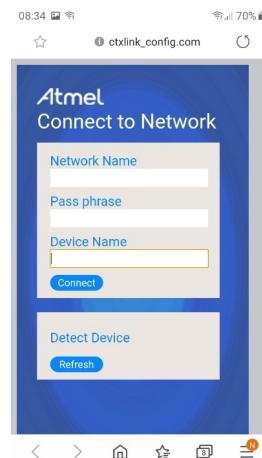 08:34 70%
ctxlink_config.com
Atmel
Connect to Network
Network Name
Pass phrase
Device Name
Connect
Detect Device
Refresh
8 N